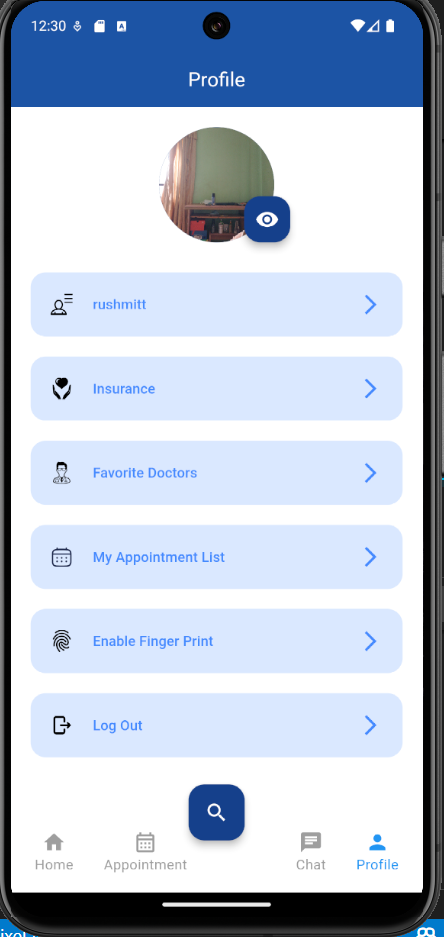 12:30
Profile
rushmitt
Insurance
Favorite Doctors
My Appointment List
Enable Finger Print
Log Out
Home
Appointment
Chat
Profile